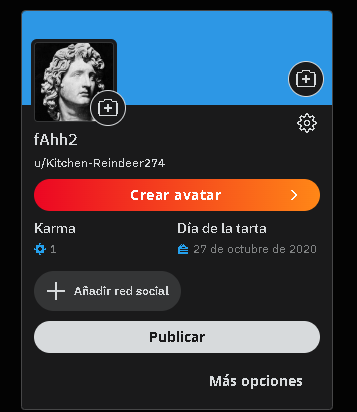 fAhh2
u/Kitchen-Reindeer274
Crear avatar
Karma
Día de la tarta
1
27 de octubre de 2020
Añadir red social
Publicar
Más opciones